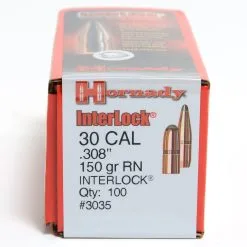 Hornady
InterLock®
30 CAL
.308"
150 gr RN
INTERLOCK®
Qty: 100
#3035